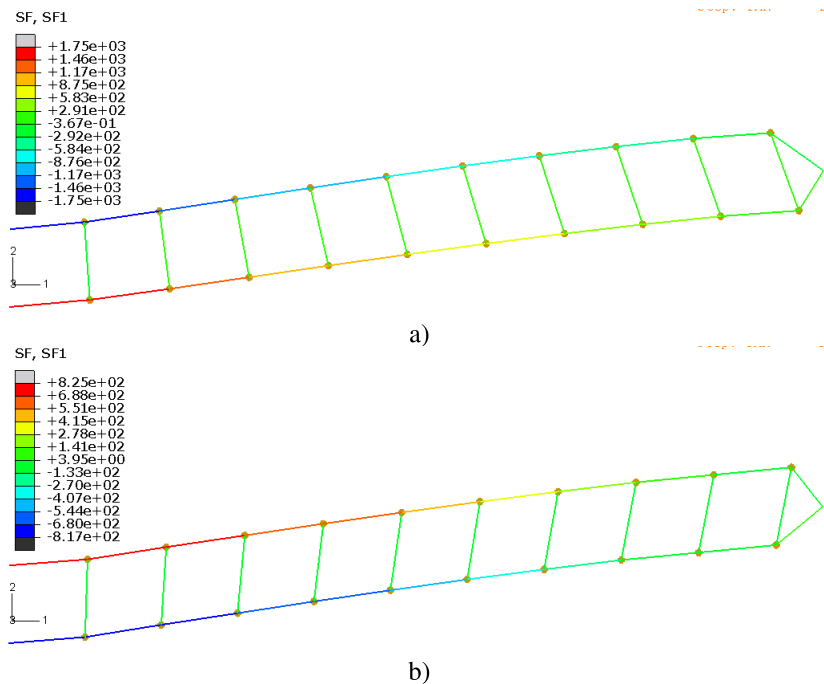 SF, SF1
+1.75e+03
+1.46e+03
+1.17e+03
+8.75e+02
+5.83e+02
+2.91e+02
-3.67e-01
-2.92e+02
-5.84e+02
-8.76e+02
-1.17e+03
-1.46e+03
-1.75e+03
2
3 1
a)
SF, SF1
+8.25e+02
+6.88e+02
+5.51e+02
+4.15e+02
+2.78e+02
+1.41e+02
+3.95e+00
-1.33e+02
-2.70e+02
-4.07e+02
-5.44e+02
-6.80e+02
-8.17e+02
2
3 1
b)